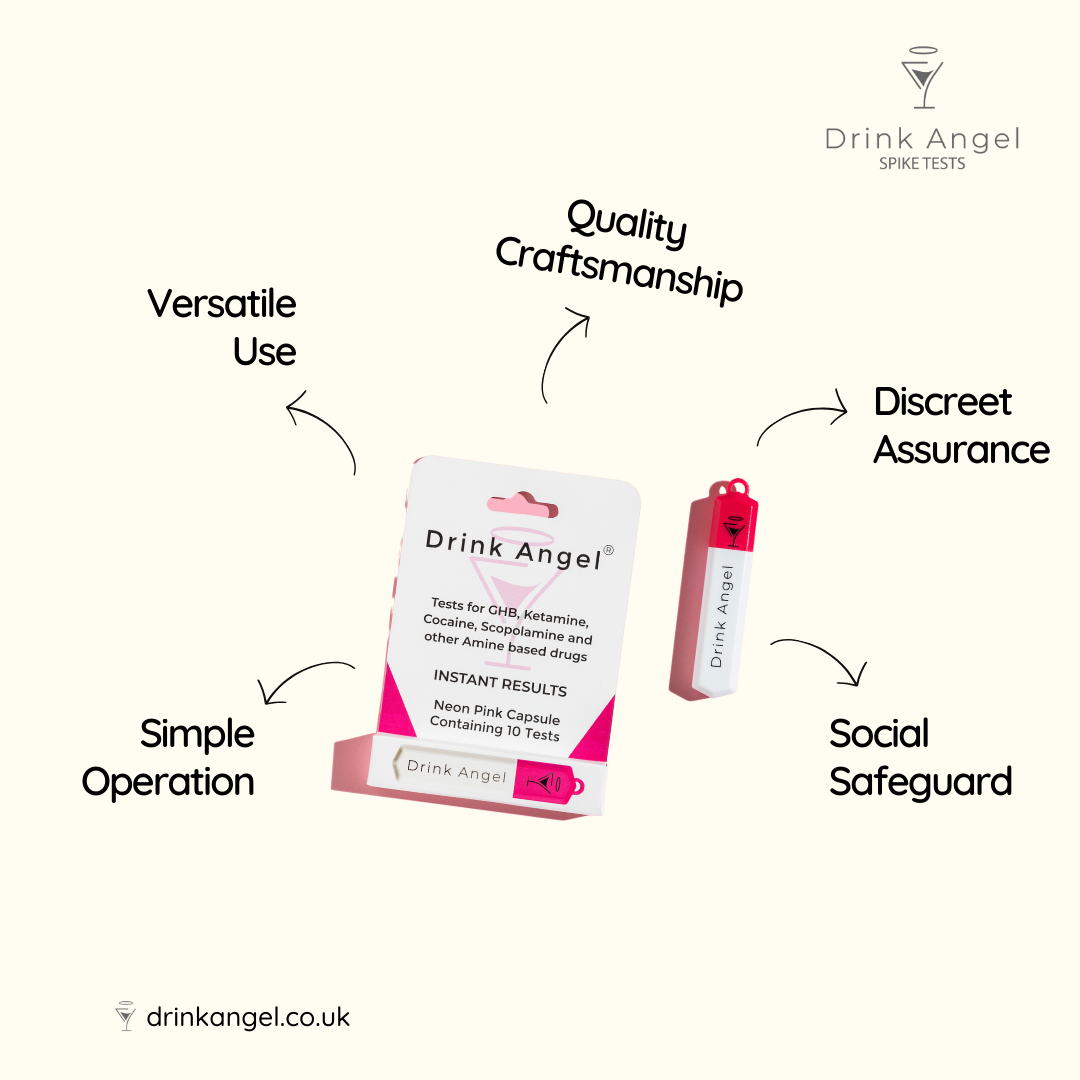 Drink Angel
SPIKE TESTS
Quality
Craftsmanship
Versatile
Use
Discreet
Assurance
Drink Angel®
Tests for GHB, Ketamine,
Cocaine, Scopolamine and
other Amine based drugs
INSTANT RESULTS
Neon Pink Capsule
Containing 10 Tests
Drink Angel
Drink Angel
Simple
Operation
Social
Safeguard
drinkangel.co.uk